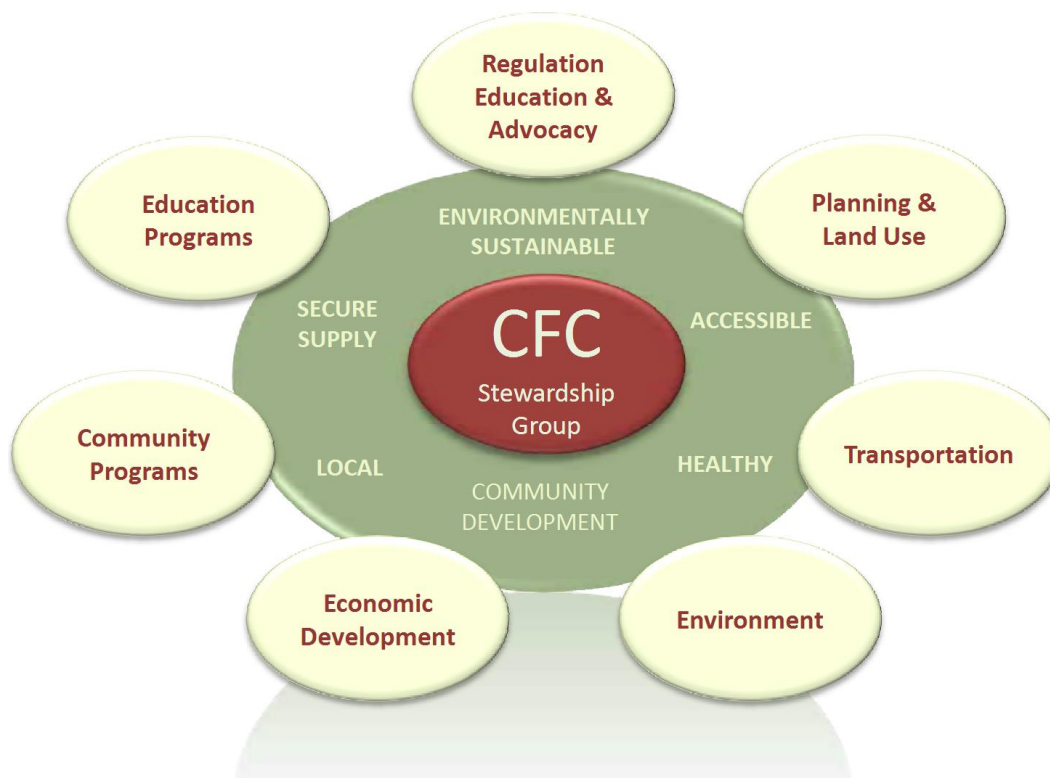 Regulation
Education &
Advocacy
Education
Programs
Planning &
Land Use
ENVIRONMENTALLY
SUSTAINABLE
SECURE
SUPPLY
ACCESSIBLE
CFC
Stewardship
Group
Community
Programs
LOCAL
HEALTHY
Transportation
COMMUNITY
DEVELOPMENT
Economic
Development
Environment